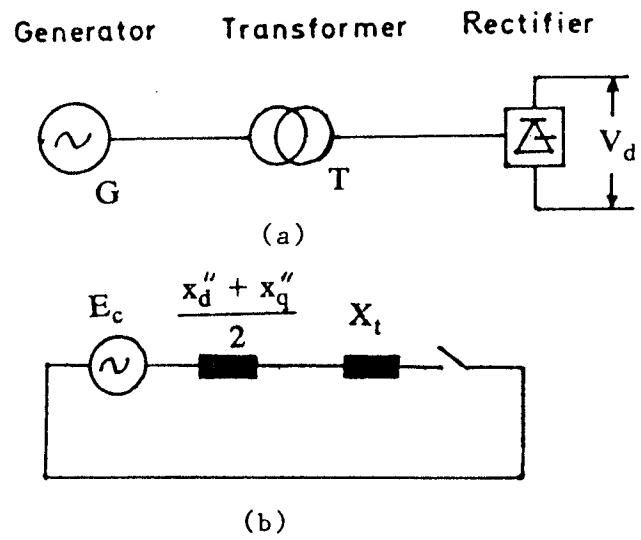 Generator Transformer Rectifier
G
T
V_d
(a)
E_c
x_d'' + x_q''
2
X_t
(b)